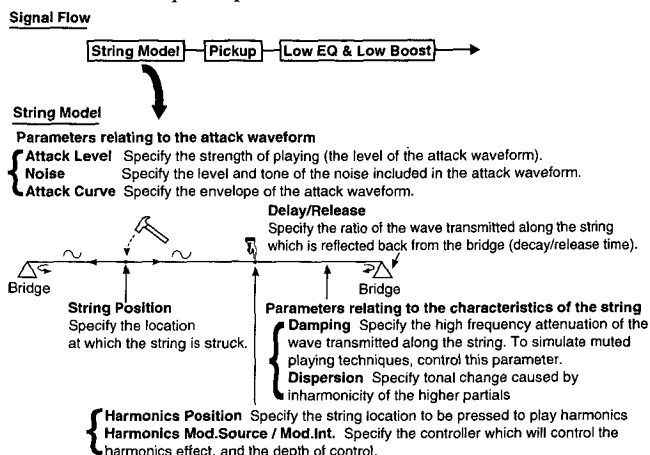 Signal Flow
String Model
Pickup
Low EQ & Low Boost
String Model
Parameters relating to the attack waveform
Attack Level Specify the strength of playing (the level of the attack waveform).
Noise Specify the level and tone of the noise included in the attack waveform.
Attack Curve Specify the envelope of the attack waveform.
Delay/Release
Specify the ratio of the wave transmitted along the string
which is reflected back from the bridge (decay/release time).
Bridge
Bridge
String Position
Specify the location
at which the string is struck.
Parameters relating to the characteristics of the string
Damping Specify the high frequency attenuation of the
wave transmitted along the string. To simulate muted
playing techniques, control this parameter.
Dispersion Specify tonal change caused by
inharmonicity of the higher partials
Harmonics Position Specify the string location to be pressed to play harmonics
Harmonics Mod.Source / Mod.Int. Specify the controller which will control the
harmonics effect, and the depth of control.